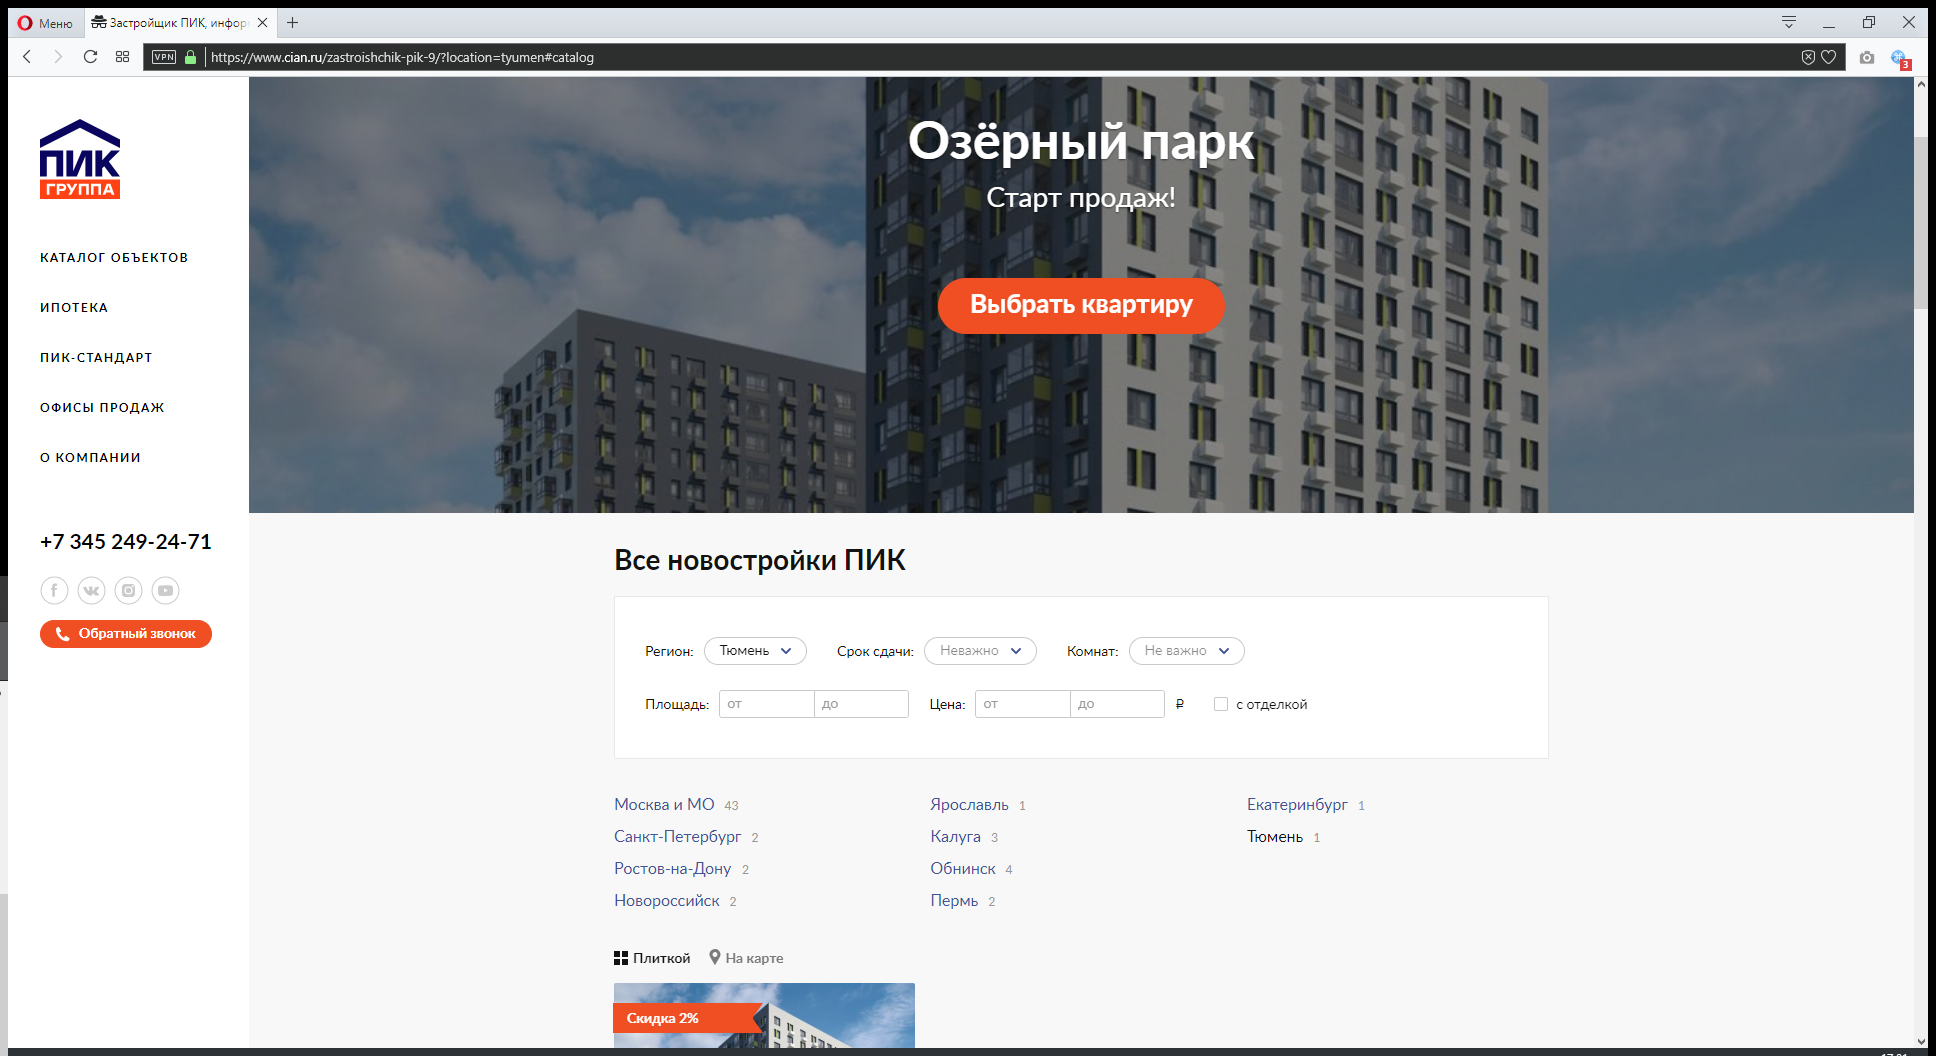 Меню
Застройщик ПИК, инфор
VPN
https://www.cian.ru/zastroishchik-pik-9/?location=tyumen#catalog
3
ПИК
ГРУППА
КАТАЛОГ ОБЪЕКТОВ
ИПОТЕКА
ПИК-СТАНДАРТ
ОФИСЫ ПРОДАЖ
О КОМПАНИИ
+7 345 249-24-71
Обратный звонок
Озёрный парк
Старт продаж!
Выбрать квартиру
Все новостройки ПИК
Регион: Тюмень Срок сдачи: Неважно Комнат: Не важно
Площадь: от до Цена: от до ₽ с отделкой
Москва и МО 43 Ярославль 1 Екатеринбург 1
Санкт-Петербург 2 Калуга 3 Тюмень 1
Ростов-на-Дону 2 Обнинск 4
Новороссийск 2 Пермь 2
Плиткой На карте
Скидка 2%